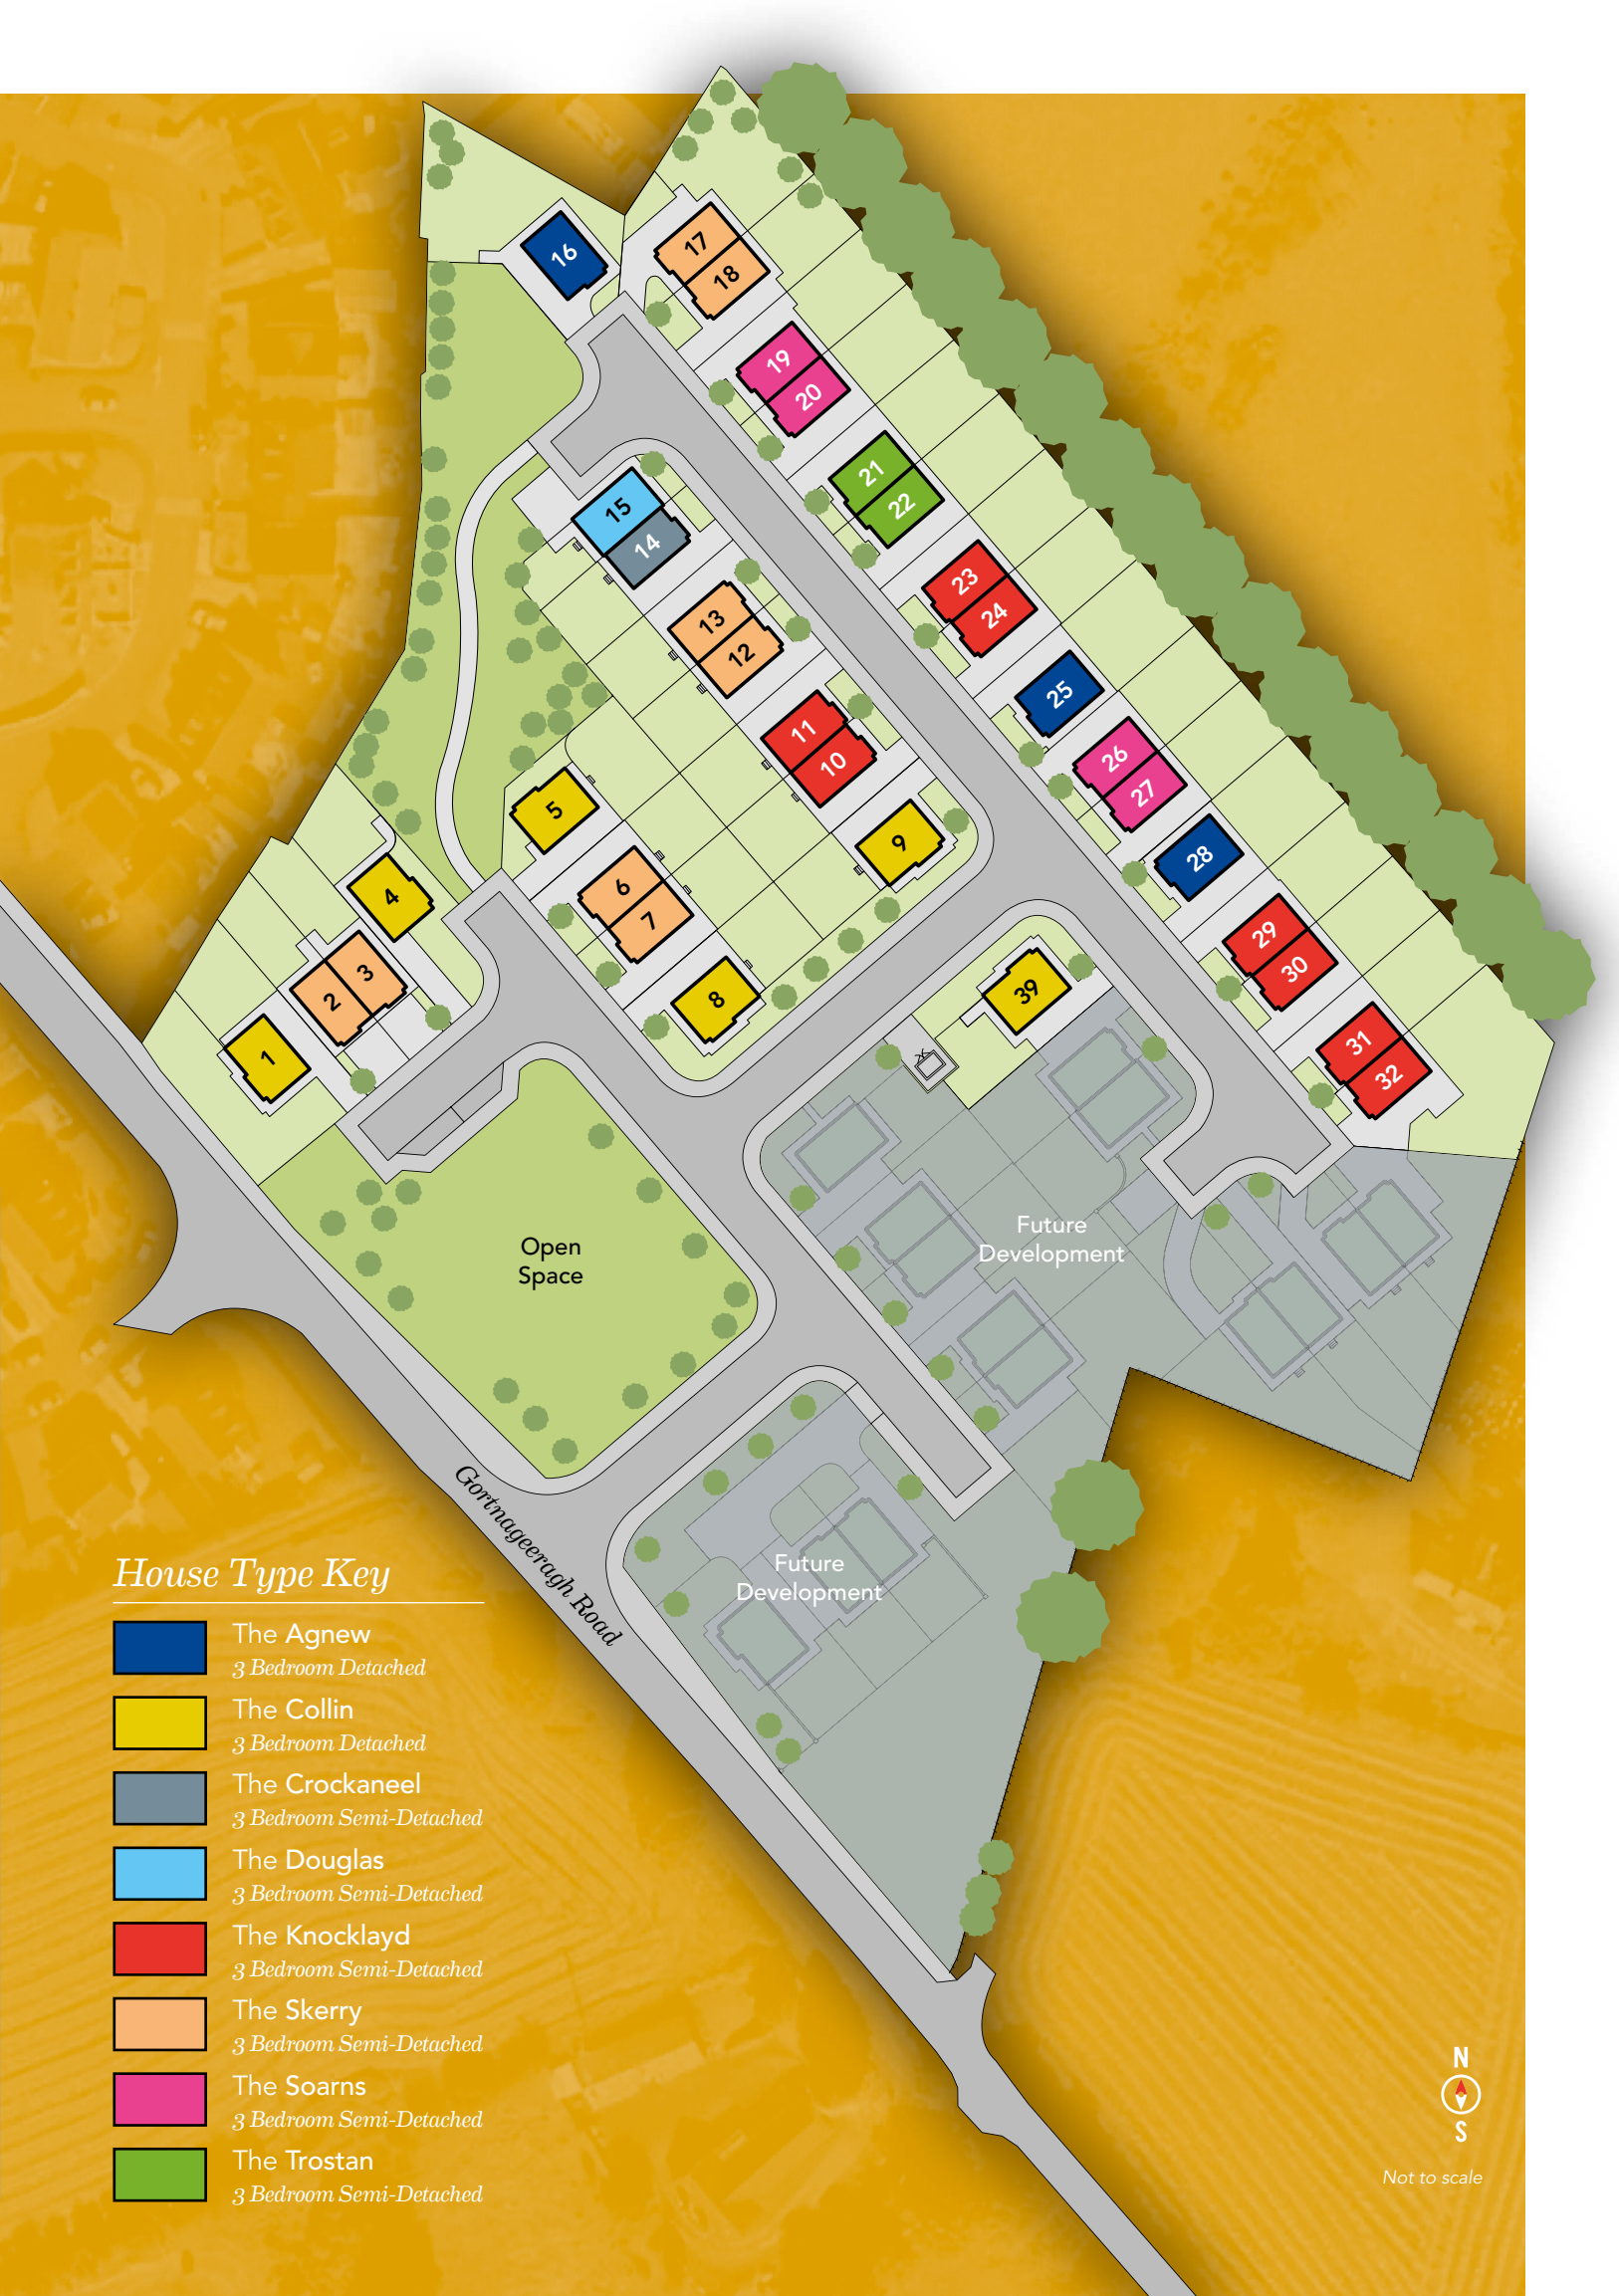 16
17
18
19
20
21
22
15
14
23
24
13
12
25
11
10
26
27
5
9
28
6
7
4
29
30
3
2
8
39
1
31
32
Future
Development
Open
Space
Gortnageeragh Road
Future
Development
House Type Key
The Agnew
3 Bedroom Detached
The Collin
3 Bedroom Detached
The Crockaneel
3 Bedroom Semi-Detached
The Douglas
3 Bedroom Semi-Detached
The Knocklayd
3 Bedroom Semi-Detached
The Skerry
3 Bedroom Semi-Detached
The Soarns
3 Bedroom Semi-Detached
The Trostan
3 Bedroom Semi-Detached
N
S
Not to scale